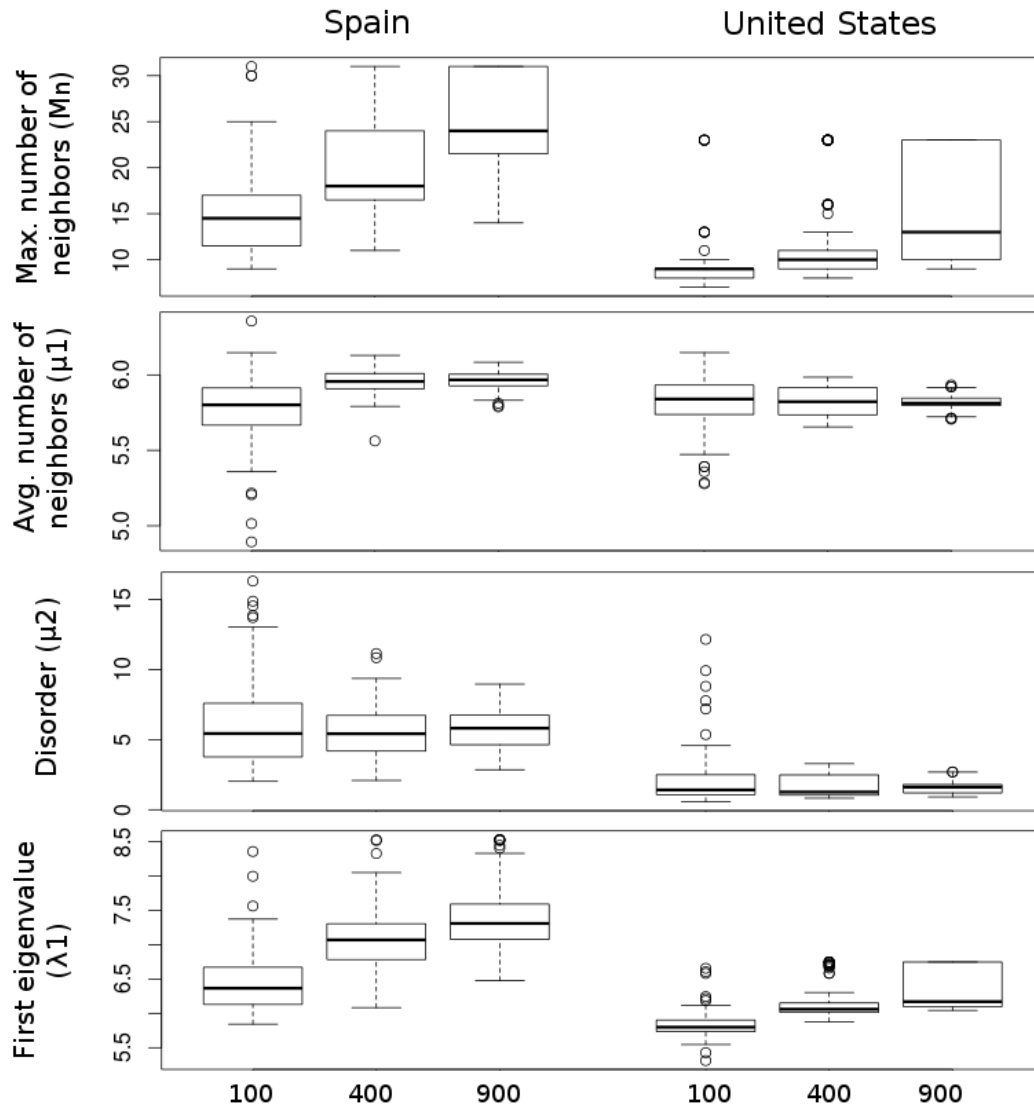 Spain
United States
Max. number of
neighbors (Mn)
30
25
20
15
10
Avg. number of
neighbors (μ1)
6.0
5.5
5.0
Disorder (μ2)
15
10
5
0
First eigenvalue
(λ1)
8.5
7.5
6.5
5.5
100
400
900
100
400
900